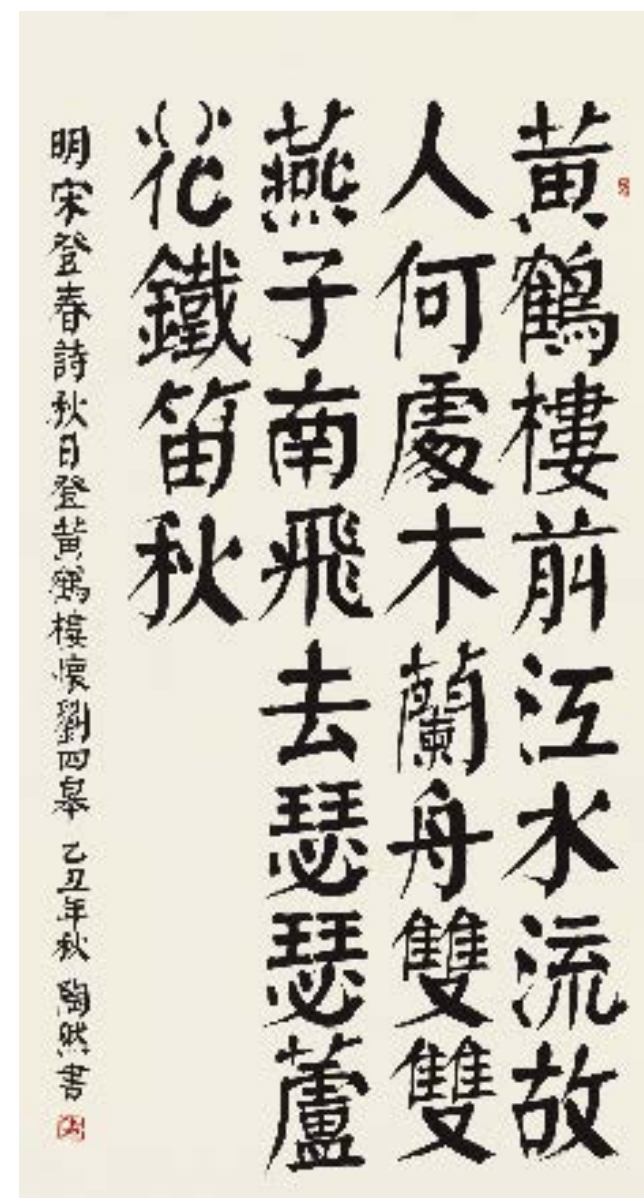 黃鶴樓前江水流故
人何處木蘭舟雙雙
燕子南飛去瑟瑟蘆
花鐵笛秋
明宋登春詩秋日登黃鶴樓懷劉四皋 乙丑年秋 陶然書